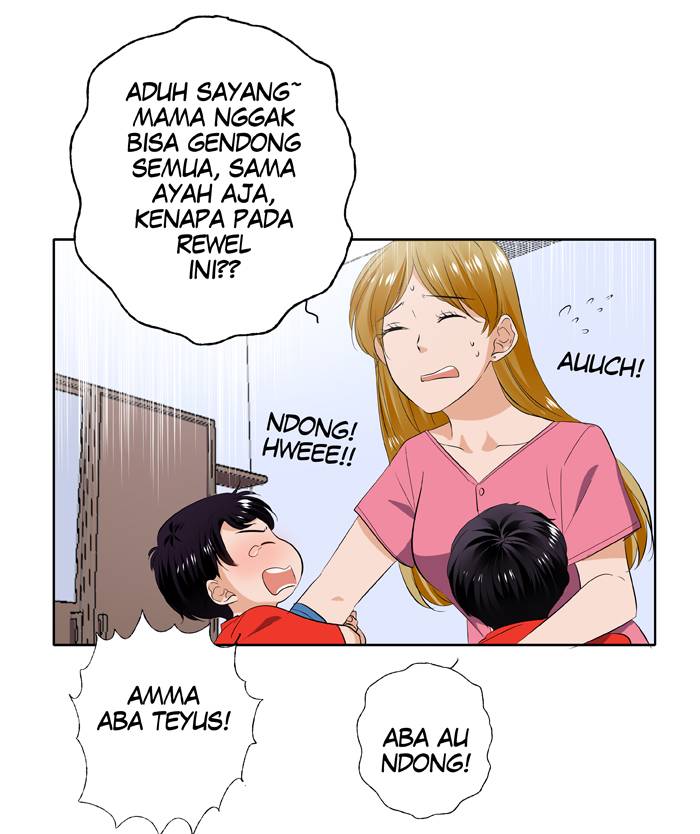 ADUH SAYANG~
MAMA NGGAK
BISA GENDONG
SEMUA, SAMA
AYAH AJA,
KENAPA PADA
REWEL
INI??
AUUCH!
NDONG!
HWEEE!!
AMMA
ABA TEYUS!
ABA AU
NDONG!